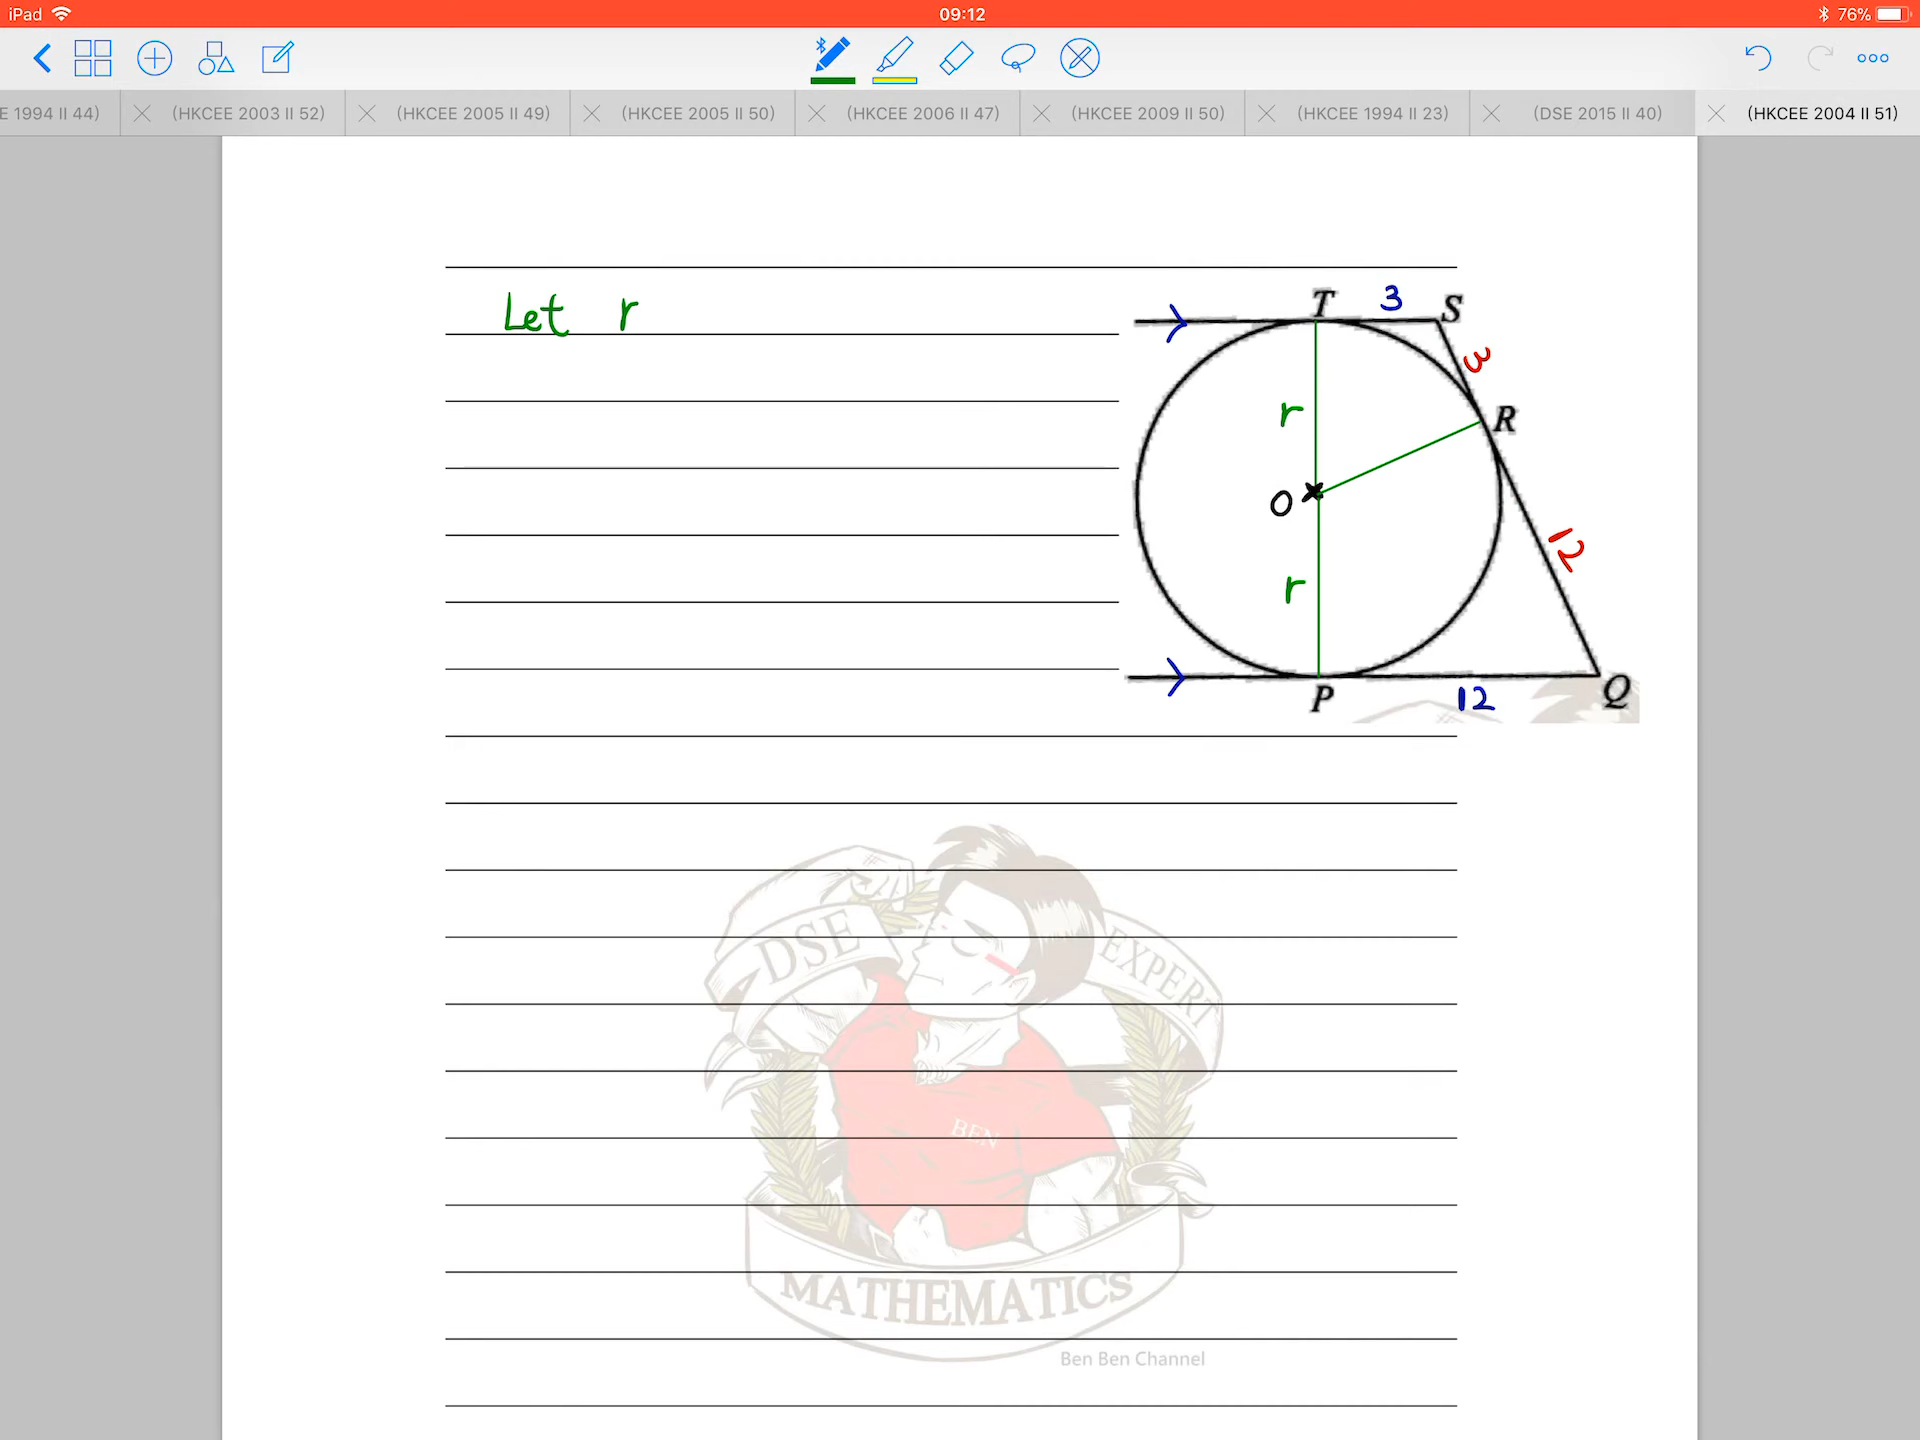 iPad 09:12 76%
E 1994 II 44) (HKCEE 2003 II 52) (HKCEE 2005 II 49) (HKCEE 2005 II 50) (HKCEE 2006 II 47) (HKCEE 2009 II 50) (HKCEE 1994 II 23) (DSE 2015 II 40) (HKCEE 2004 II 51)
Let r
T 3 S
3
r R
O
12
r
P 12 Q
DSE EXPERT
BEN
MATHEMATICS
Ben Ben Channel